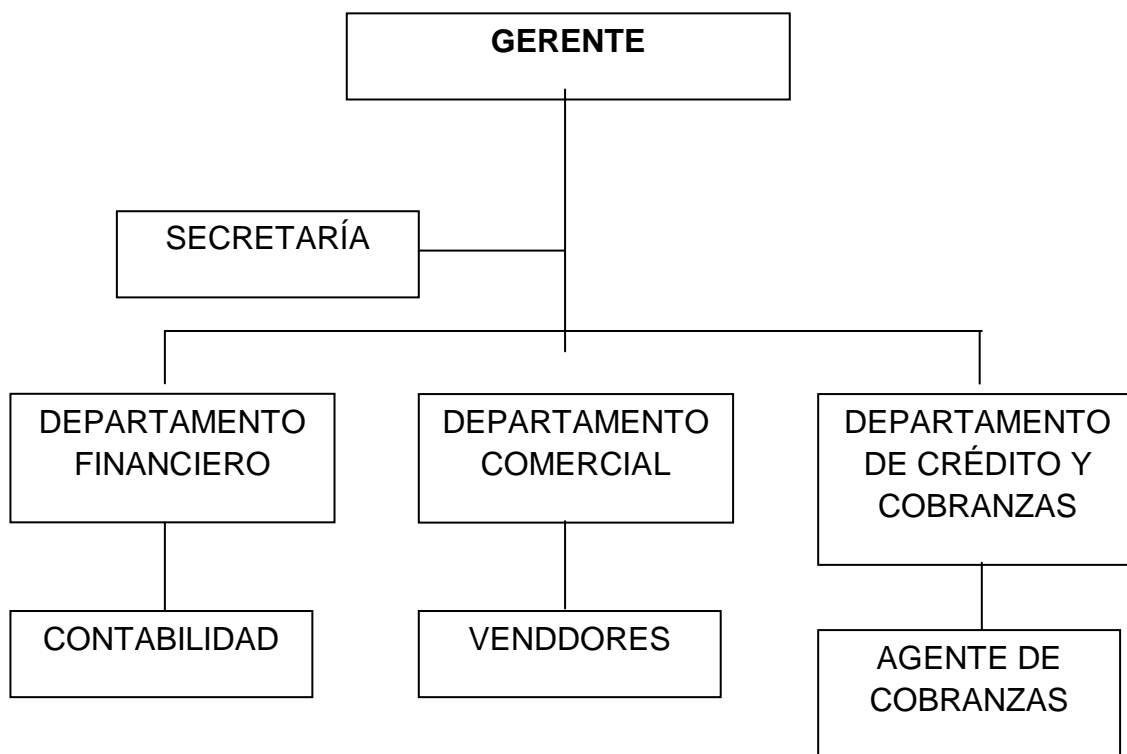 GERENTE
SECRETARÍA
DEPARTAMENTO
FINANCIERO
DEPARTAMENTO
COMERCIAL
DEPARTAMENTO
DE CRÉDITO Y
COBRANZAS
CONTABILIDAD
VENDDORES
AGENTE DE
COBRANZAS